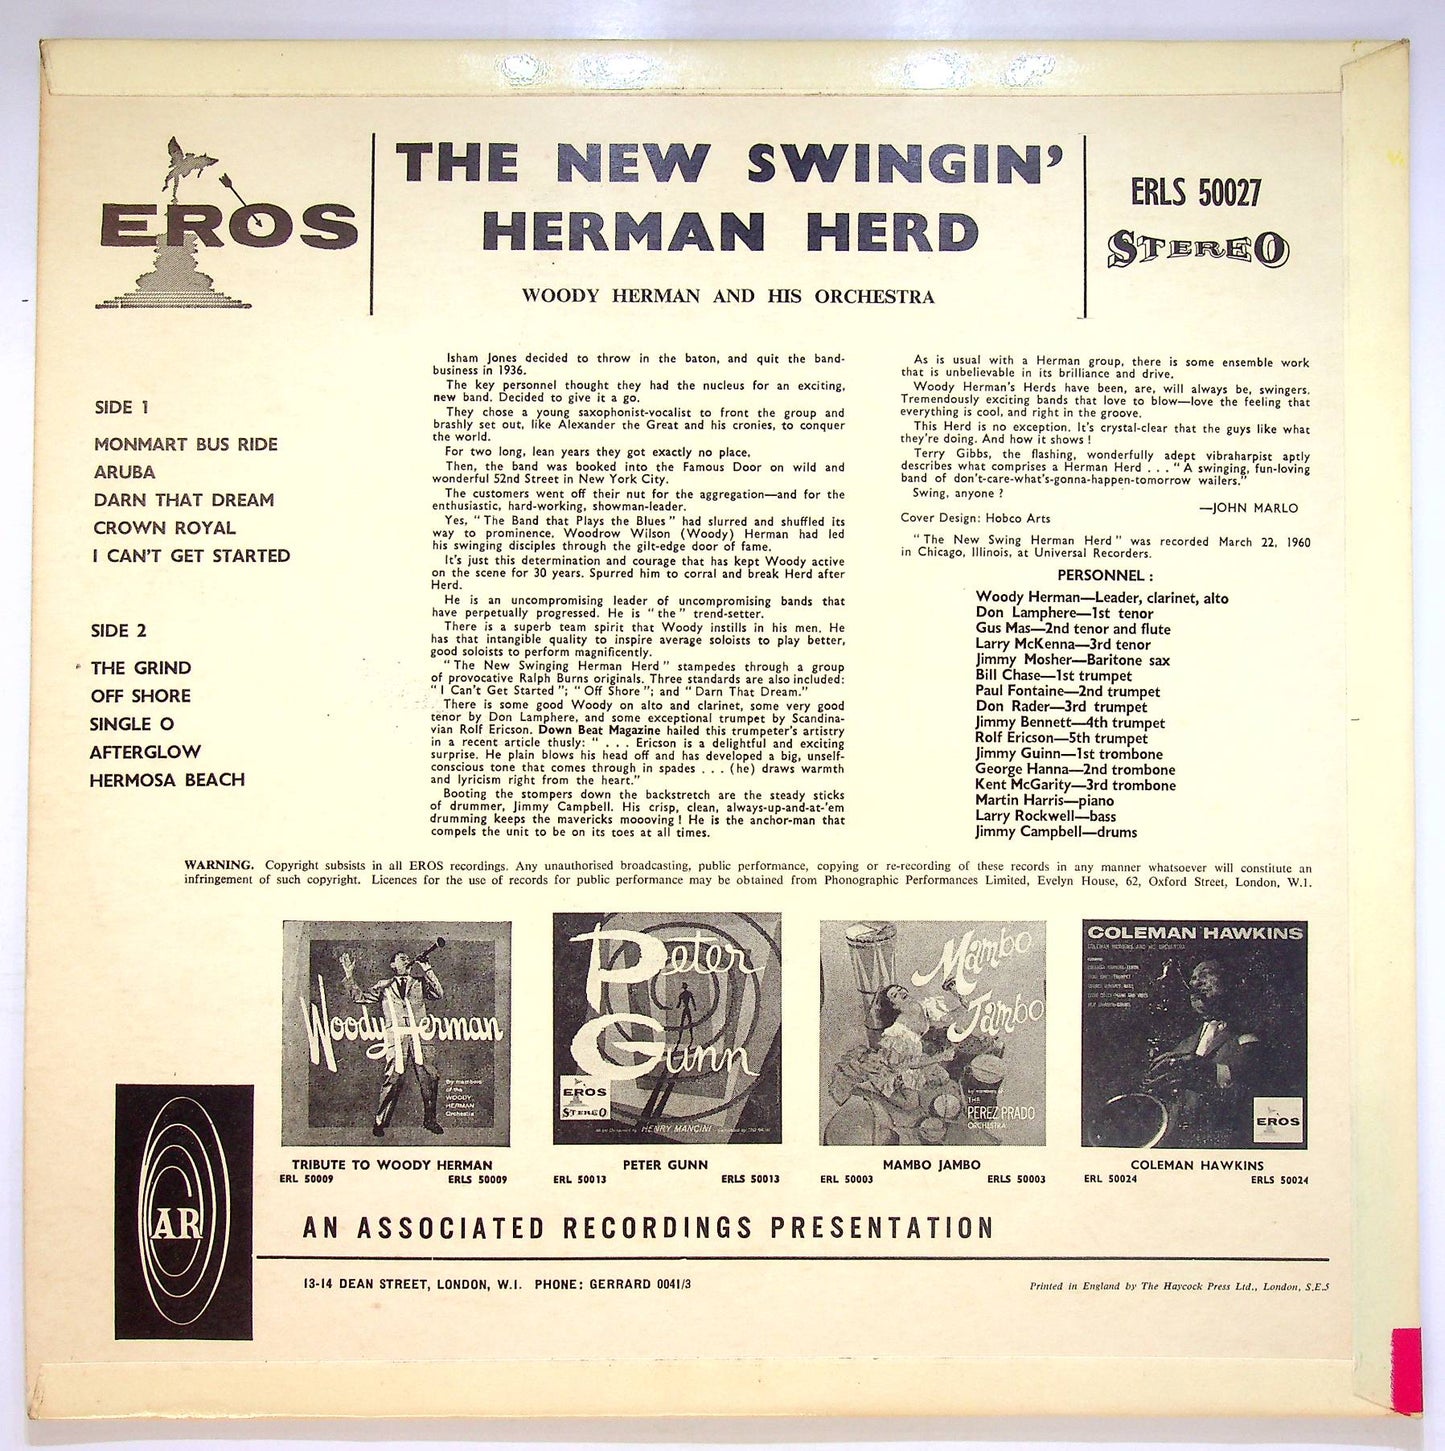 EROS
THE NEW SWINGIN'
HERMAN HERD
WOODY HERMAN AND HIS ORCHESTRA
ERLS 50027
STEREO
SIDE 1
MONMART BUS RIDE
ARUBA
DARN THAT DREAM
CROWN ROYAL
I CAN'T GET STARTED
SIDE 2
THE GRIND
OFF SHORE
SINGLE O
AFTERGLOW
HERMOSA BEACH
Isham Jones decided to throw in the baton, and quit the band-
business in 1936.
The key personnel thought they had the nucleus for an exciting,
new band. Decided to give it a go.
They chose a young saxophonist-vocalist to front the group and
brashly set out, like Alexander the Great and his cronies, to conquer
the world.
For two long, lean years they got exactly no place.
Then, the band was booked into the Famous Door on wild and
wonderful 52nd Street in New York City.
The customers went off their nut for the aggregation—and for the
enthusiastic, hard-working, showman-leader.
Yes, "The Band that Plays the Blues" had slurred and shuffled its
way to prominence. Woodrow Wilson (Woody) Herman had led
his swinging disciples through the gilt-edge door of fame.
It's just this determination and courage that has kept Woody active
on the scene for 30 years. Spurred him to corral and break Herd after
Herd.
He is an uncompromising leader of uncompromising bands that
have perpetually progressed. He is "the" trend-setter.
There is a superb team spirit that Woody instills in his men. He
has that intangible quality to inspire average soloists to play better,
good soloists to perform magnificently.
"The New Swinging Herman Herd" stampedes through a group
of provocative Ralph Burns originals. Three standards are also included:
"I Can't Get Started"; "Off Shore"; and "Darn That Dream."
There is some good Woody on alto and clarinet, some very good
tenor by Don Lamphere, and some exceptional trumpet by Scandina-
vian Rolf Ericson. Down Beat Magazine hailed this trumpeter's artistry
in a recent article thusly: " . . . Ericson is a delightful and exciting
surprise. He plain blows his head off and has developed a big, unself-
conscious tone that comes through in spades . . . (he) draws warmth
and lyricism right from the heart."
Booting the stompers down the backstretch are the steady sticks
of drummer, Jimmy Campbell. His crisp, clean, always-up-and-at-'em
drumming keeps the mavericks moooving! He is the anchor-man that
compels the unit to be on its toes at all times.
As is usual with a Herman group, there is some ensemble work
that is unbelievable in its brilliance and drive.
Woody Herman's Herds have been, are, will always be, swingers.
Tremendously exciting bands that love to blow—love the feeling that
everything is cool, and right in the groove.
This Herd is no exception. It's crystal-clear that the guys like what
they're doing. And how it shows!
Terry Gibbs, the flashing, wonderfully adept vibraharpist aptly
describes what comprises a Herman Herd . . . "A swinging, fun-loving
band of don't-care-what's-gonna-happen-tomorrow wailers."
Swing, anyone?
—JOHN MARLO
Cover Design: Hobco Arts
"The New Swing Herman Herd" was recorded March 22, 1960
in Chicago, Illinois, at Universal Recorders.
PERSONNEL:
Woody Herman—Leader, clarinet, alto
Don Lamphere—1st tenor
Gus Mas—2nd tenor and flute
Larry McKenna—3rd tenor
Jimmy Mosher—Baritone sax
Bill Chase—1st trumpet
Paul Fontaine—2nd trumpet
Don Rader—3rd trumpet
Jimmy Bennett—4th trumpet
Rolf Ericson—5th trumpet
Jimmy Guinn—1st trombone
George Hanna—2nd trombone
Kent McGarity—3rd trombone
Martin Harris—piano
Larry Rockwell—bass
Jimmy Campbell—drums
WARNING. Copyright subsists in all EROS recordings. Any unauthorised broadcasting, public performance, copying or re-recording of these records in any manner whatsoever will constitute an
infringement of such copyright. Licences for the use of records for public performance may be obtained from Phonographic Performances Limited, Evelyn House, 62, Oxford Street, London, W.1.
Woody Herman
By members
of the
WOODY
HERMAN
Orchestra
Peter
Gunn
EROS
STEREO
HENRY MANCINI
Mambo
Jambo
THE
PEREZ PRADO
ORCHESTRA
COLEMAN HAWKINS
EROS
TRIBUTE TO WOODY HERMAN
ERL 50009 ERLS 50009
PETER GUNN
ERL 50013 ERLS 50013
MAMBO JAMBO
ERL 50003 ERLS 50003
COLEMAN HAWKINS
ERL 50024 ERLS 50024
AR
AN ASSOCIATED RECORDINGS PRESENTATION
13-14 DEAN STREET, LONDON, W.1. PHONE: GERRARD 0041/3
Printed in England by The Haycock Press Ltd., London, S.E.5